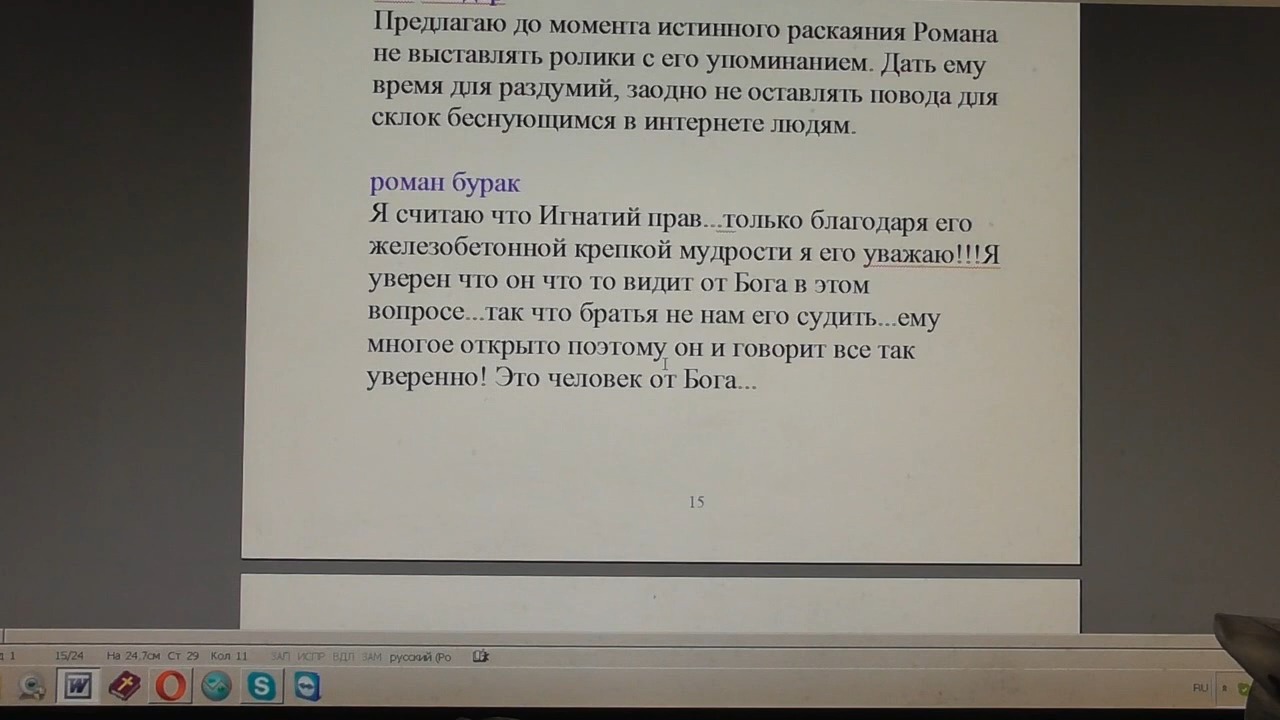 Предлагаю до момента истинного раскаяния Романа
не выставлять ролики с его упоминанием. Дать ему
время для раздумий, заодно не оставлять повода для
склок беснующимся в интернете людям.
роман бурак
Я считаю что Игнатий прав...только благодаря его
железобетонной крепкой мудрости я его уважаю!!!Я
уверен что он что то видит от Бога в этом
вопросе...так что братья не нам его судить...ему
многое открыто поэтому он и говорит все так
уверенно! Это человек от Бога...
15
1 15/24 На 24,7см Ст 29 Кол 11 ЗАП ИСПР ВДЛ ЗАМ русский (Ро
RU